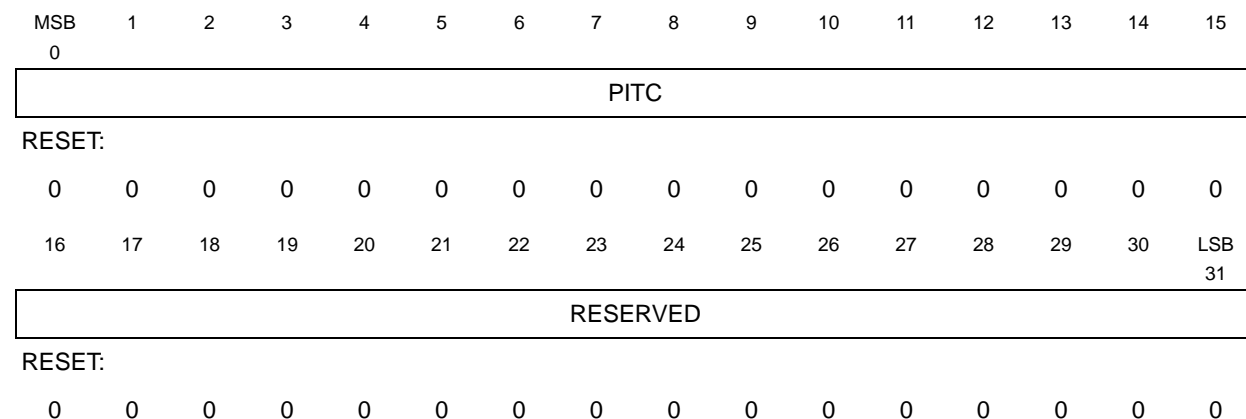 MSB 1 2 3 4 5 6 7 8 9 10 11 12 13 14 15
0
PITC
RESET:
0 0 0 0 0 0 0 0 0 0 0 0 0 0 0 0
16 17 18 19 20 21 22 23 24 25 26 27 28 29 30 LSB
31
RESERVED
RESET:
0 0 0 0 0 0 0 0 0 0 0 0 0 0 0 0